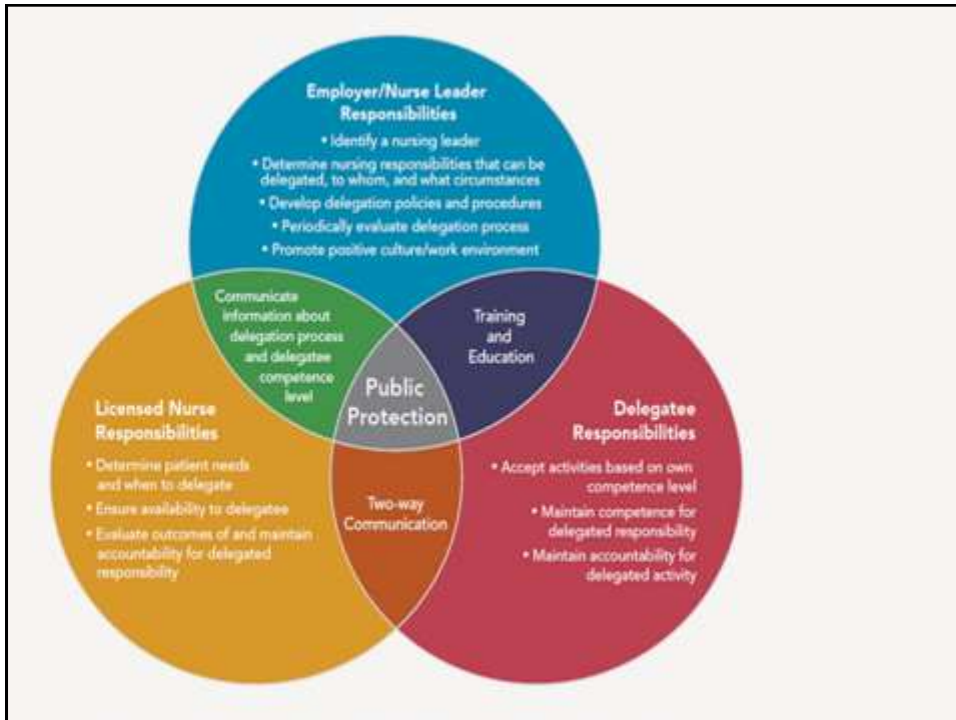 Employer/Nurse Leader
Responsibilities
• Identify a nursing leader
• Determine nursing responsibilities that can be
delegated, to whom, and what circumstances
• Develop delegation policies and procedures
• Periodically evaluate delegation process
• Promote positive culture/work environment
Communicate
information about
delegation process
and delegatee
competence
level
Training
and
Education
Public
Protection
Licensed Nurse
Responsibilities
• Determine patient needs
and when to delegate
• Ensure availability to delegatee
• Evaluate outcomes of and maintain
accountability for delegated
responsibility
Two-way
Communication
Delegatee
Responsibilities
• Accept activities based on own
competence level
• Maintain competence for
delegated responsibility
• Maintain accountability for
delegated activity